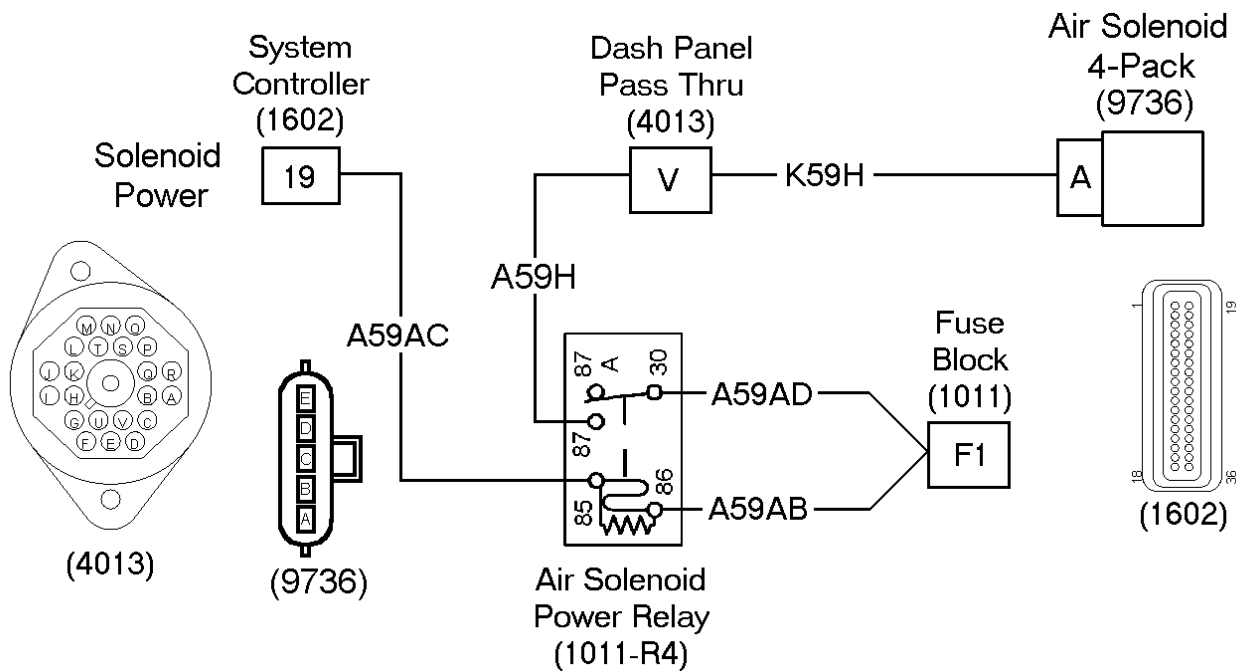 System
Controller
(1602)
Dash Panel
Pass Thru
(4013)
Air Solenoid
4-Pack
(9736)
Solenoid
Power
19
V
K59H
A
A59H
A59AC
M N O
L T S P
J K Q R
I H B A
G U V C
F E D
(4013)
E
D
C
B
A
(9736)
87 A 30
87
85 86
Air Solenoid
Power Relay
(1011-R4)
A59AD
A59AB
Fuse
Block
(1011)
F1
1 19
18 36
(1602)